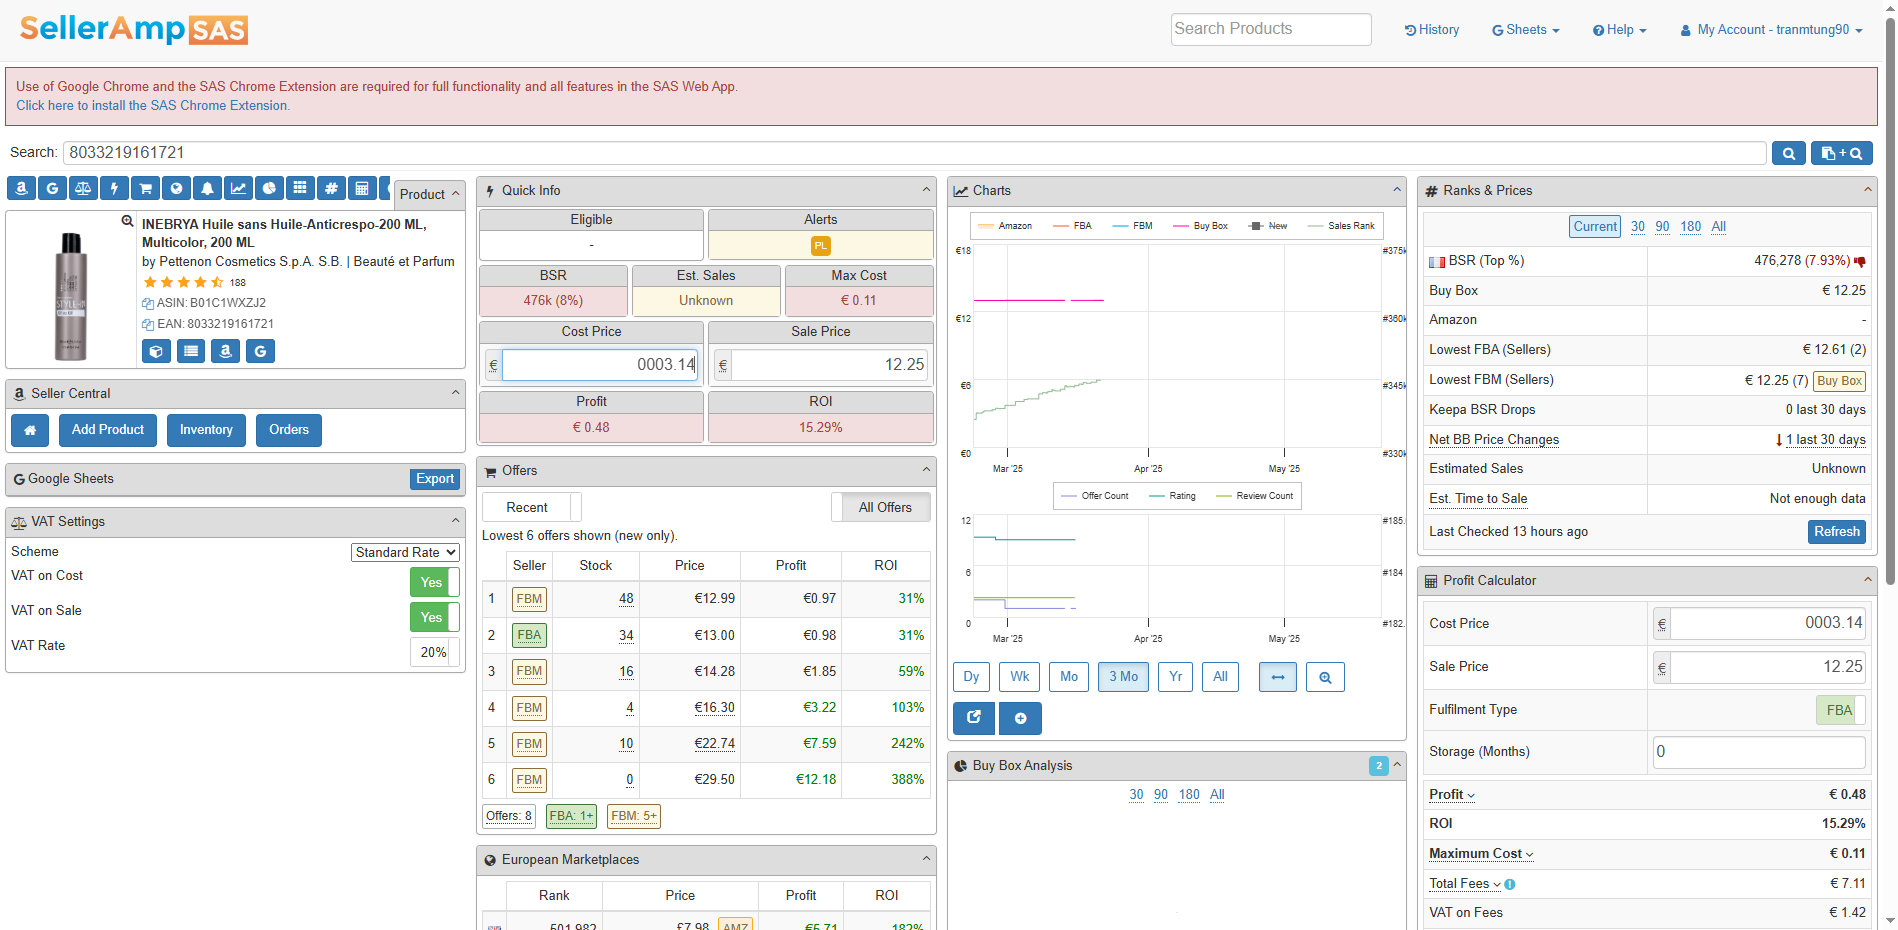 SellerAmp SAS
Search Products
History
Sheets
Help
My Account - tranmtung90
Use of Google Chrome and the SAS Chrome Extension are required for full functionality and all features in the SAS Web App.
Click here to install the SAS Chrome Extension.
Search: 8033219161721
Product
INEBRYA Huile sans Huile-Anticrespo-200 ML,
Multicolor, 200 ML
by Pettenon Cosmetics S.p.A. S.B. | Beauté et Parfum
188
ASIN: B01C1WXZJ2
EAN: 8033219161721
Seller Central
Add Product Inventory Orders
Google Sheets Export
VAT Settings
Scheme Standard Rate
VAT on Cost Yes
VAT on Sale Yes
VAT Rate 20%
Quick Info
Eligible Alerts
- PL
BSR Est. Sales Max Cost
476k (8%) Unknown € 0.11
Cost Price Sale Price
€ 0003.14 € 12.25
Profit ROI
€ 0.48 15.29%
Offers
Recent All Offers
Lowest 6 offers shown (new only).
Seller Stock Price Profit ROI
1 FBM 48 €12.99 €0.97 31%
2 FBA 34 €13.00 €0.98 31%
3 FBM 16 €14.28 €1.85 59%
4 FBM 4 €16.30 €3.22 103%
5 FBM 10 €22.74 €7.59 242%
6 FBM 0 €29.50 €12.18 388%
Offers: 8 FBA: 1+ FBM: 5+
European Marketplaces
Rank Price Profit ROI
501,982 £7.98 AMZ €5.71 182%
Charts
Amazon FBA FBM Buy Box New Sales Rank
€18 #375k
€12 #360k
€6 #345k
€0 #330k
Mar '25 Apr '25 May '25
Offer Count Rating Review Count
12 #185.
6 #184
0 #182.
Mar '25 Apr '25 May '25
Dy Wk Mo 3 Mo Yr All
Buy Box Analysis 2
30 90 180 All
Ranks & Prices
Current 30 90 180 All
BSR (Top %) 476,278 (7.93%)
Buy Box € 12.25
Amazon -
Lowest FBA (Sellers) € 12.61 (2)
Lowest FBM (Sellers) € 12.25 (7) Buy Box
Keepa BSR Drops 0 last 30 days
Net BB Price Changes 1 last 30 days
Estimated Sales Unknown
Est. Time to Sale Not enough data
Last Checked 13 hours ago Refresh
Profit Calculator
Cost Price € 0003.14
Sale Price € 12.25
Fulfilment Type FBA
Storage (Months) 0
Profit € 0.48
ROI 15.29%
Maximum Cost € 0.11
Total Fees € 7.11
VAT on Fees € 1.42